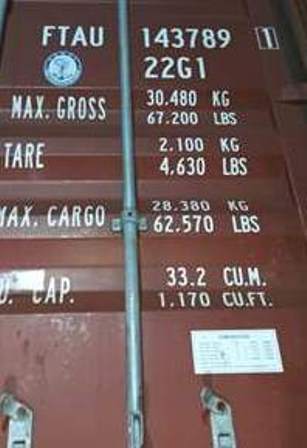 FTAU 143789 1
22G1
MAX. GROSS 30.480 KG
67.200 LBS
TARE 2.100 KG
4.630 LBS
MAX. CARGO 28.380 KG
62.570 LBS
U. CAP. 33.2 CU.M.
1.170 CU.FT.